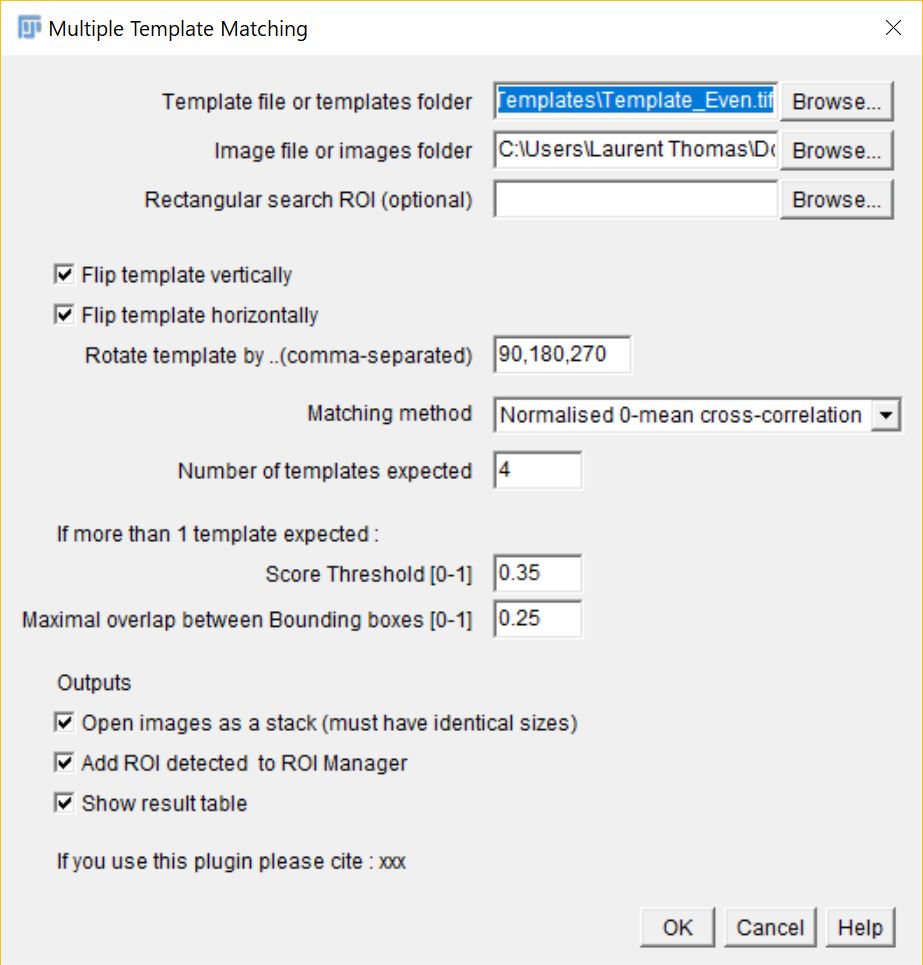 Multiple Template Matching
Template file or templates folder Templates\Template_Even.tif Browse...
Image file or images folder C:\Users\Laurent Thomas\Do Browse...
Rectangular search ROI (optional) Browse...
Flip template vertically
Flip template horizontally
Rotate template by ..(comma-separated) 90,180,270
Matching method Normalised 0-mean cross-correlation
Number of templates expected 4
If more than 1 template expected :
Score Threshold [0-1] 0.35
Maximal overlap between Bounding boxes [0-1] 0.25
Outputs
Open images as a stack (must have identical sizes)
Add ROI detected  to ROI Manager
Show result table
If you use this plugin please cite : xxx
OK Cancel Help